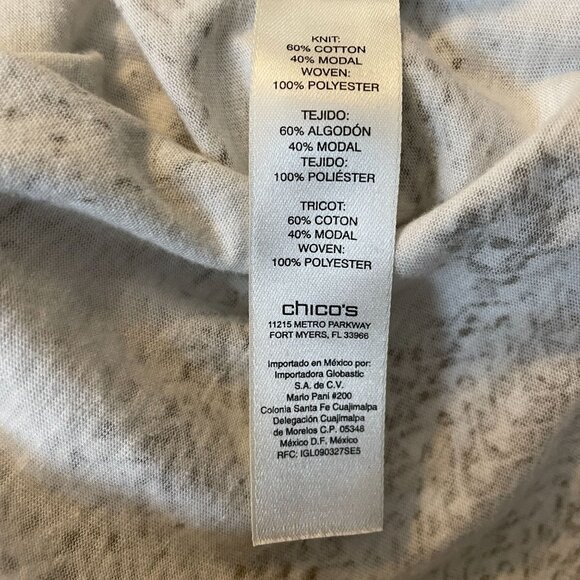 KNIT:
60% COTTON
40% MODAL
WOVEN:
100% POLYESTER
TEJIDO:
60% ALGODÓN
40% MODAL
TEJIDO:
100% POLIÉSTER
TRICOT:
60% COTON
40% MODAL
WOVEN:
100% POLYESTER
chico's
11215 METRO PARKWAY
FORT MYERS, FL 33966
Importado en México por:
Importadora Globastic
S.A. de C.V.
Mario Pani #200
Colonia Santa Fe Cuajimalpa
Delegación Cuajimalpa
de Morelos C.P. 05348
México D.F. México
RFC: IGL090327SE5